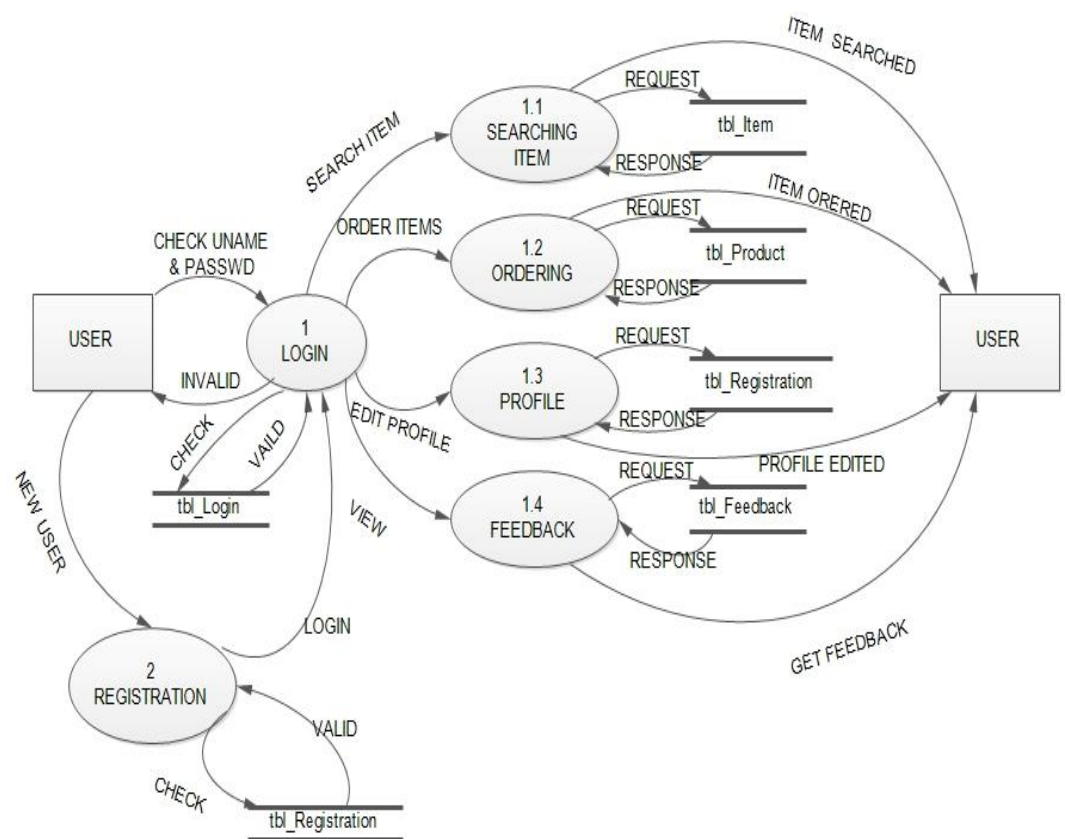 ITEM SEARCHED
REQUEST
1.1
SEARCHING
ITEM
tbl_Item
RESPONSE
SEARCH ITEM
ITEM ORERED
REQUEST
ORDER ITEMS
1.2
ORDERING
tbl_Product
RESPONSE
CHECK UNAME
& PASSWD
USER
1
LOGIN
USER
INVALID
REQUEST
1.3
PROFILE
tbl_Registration
RESPONSE
EDIT PROFILE
PROFILE EDITED
CHECK
VAILD
tbl_Login
VIEW
REQUEST
1.4
FEEDBACK
tbl_Feedback
RESPONSE
NEW USER
LOGIN
GET FEEDBACK
2
REGISTRATION
VALID
CHECK
tbl_Registration